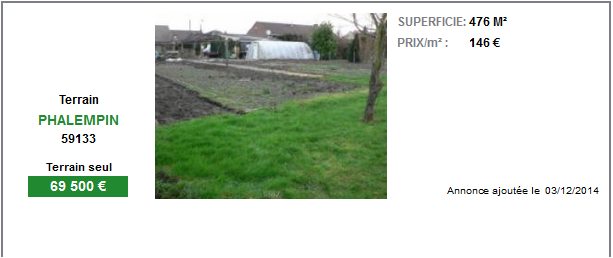 Terrain
PHALEMPIN
59133
Terrain seul
69 500 €
SUPERFICIE: 476 M²
PRIX/m² : 146 €
Annonce ajoutée le 03/12/2014